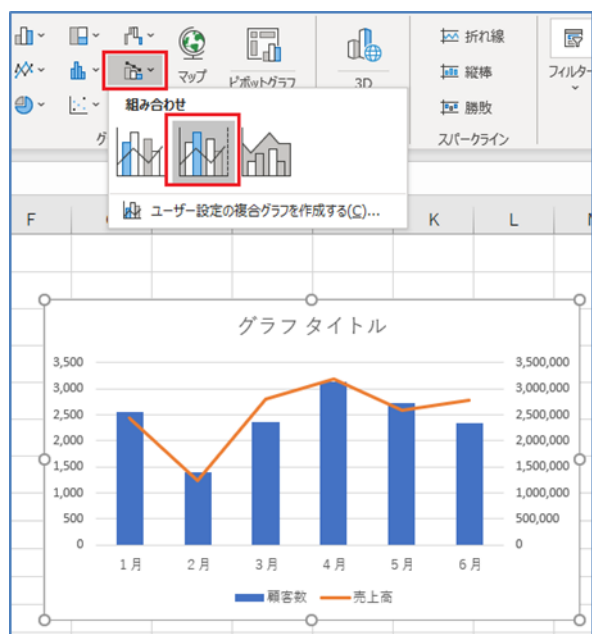 マップ
ピボットグラフ
3D
折れ線
縦棒
勝敗
フィルター
スパークライン
組み合わせ
ユーザー設定の複合グラフを作成する(C)...
F
K
L
グラフ タイトル
3,500
3,000
2,500
2,000
1,500
1,000
500
0
3,500,000
3,000,000
2,500,000
2,000,000
1,500,000
1,000,000
500,000
0
1月 2月 3月 4月 5月 6月
顧客数 売上高